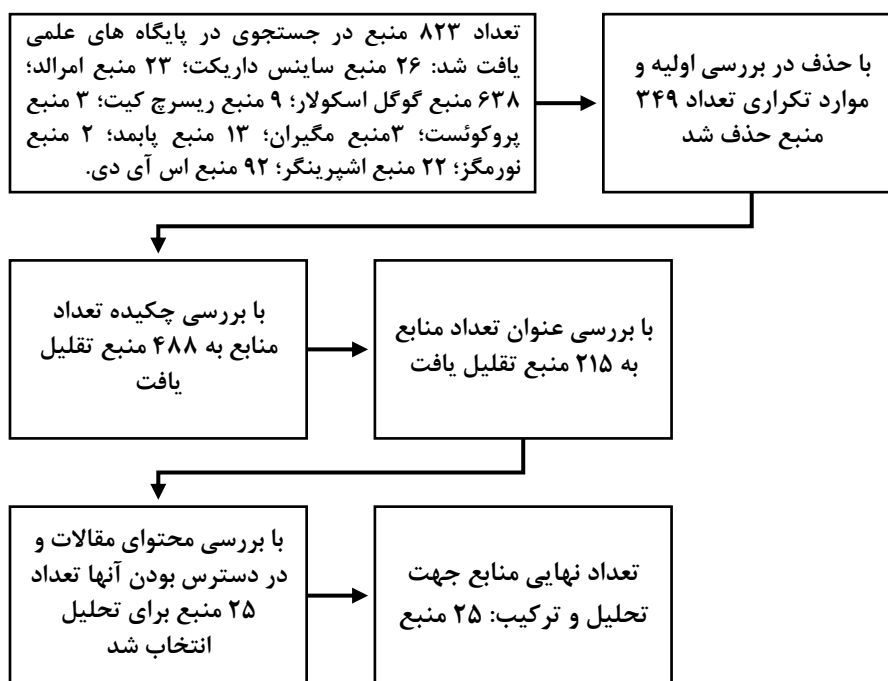 تعداد ۸۲۳ منبع در جستجوی در پایگاه های علمی
یافت شد: ۲۶ منبع ساینس داریکت؛ ۲۳ منبع امرالد؛
۶۳۸ منبع گوگل اسکولار؛ ۹ منبع ریسرچ کیت؛ ۳ منبع
پروکوئست؛ ۳منبع مگیران؛ ۱۳ منبع پابمد؛ ۲ منبع
نورمگز؛ ۲۲ منبع اشپرینگر؛ ۹۲ منبع اس آی دی.
با حذف در بررسی اولیه و
موارد تکراری تعداد ۳۴۹
منبع حذف شد
با بررسی چکیده تعداد
منابع به ۴۸۸ منبع تقلیل
یافت
با بررسی عنوان تعداد منابع
به ۲۱۵ منبع تقلیل یافت
با بررسی محتوای مقالات و
در دسترس بودن آنها تعداد
۲۵ منبع برای تحلیل
انتخاب شد
تعداد نهایی منابع جهت
تحلیل و ترکیب: ۲۵ منبع